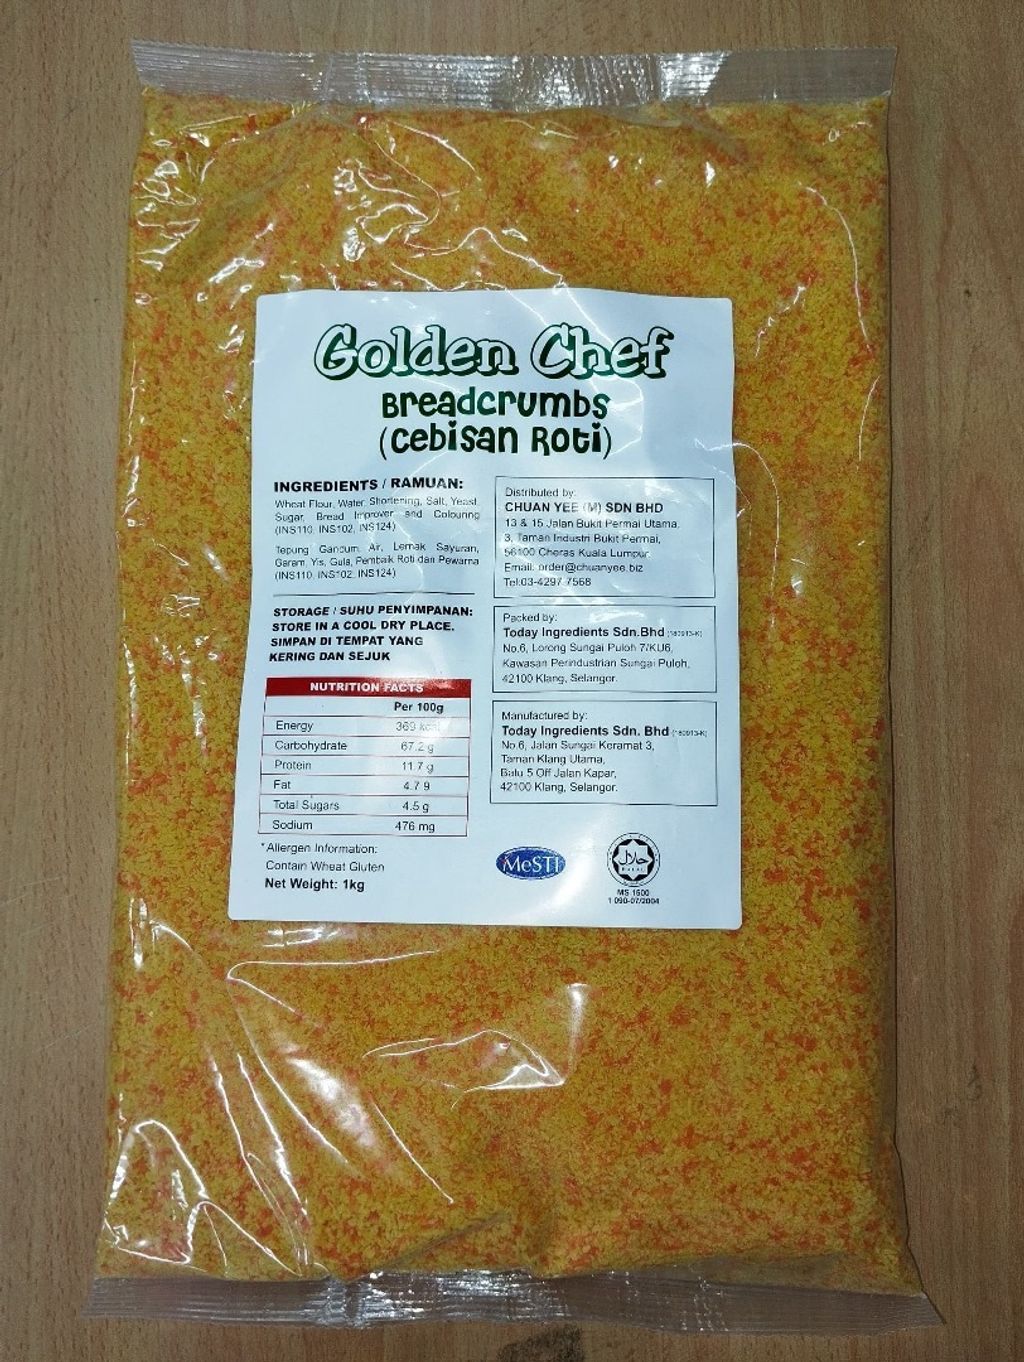 Golden Chef
Breadcrumbs
(Cebisan Roti)
INGREDIENTS / RAMUAN:
Wheat Flour, Water, Shortening, Salt, Yeast,
Sugar, Bread Improver and Colouring
(INS110, INS102, INS124)
Tepung Gandum, Air, Lemak Sayuran,
Garam, Yis, Gula, Pembaik Roti dan Pewarna
(INS110, INS102, INS124)
STORAGE / SUHU PENYIMPANAN:
STORE IN A COOL DRY PLACE.
SIMPAN DI TEMPAT YANG
KERING DAN SEJUK
NUTRITION FACTS
Per 100g
Energy 369 kcal
Carbohydrate 67.2 g
Protein 11.7 g
Fat 4.7 9
Total Sugars 4.5 g
Sodium 476 mg
*Allergen Information:
Contain Wheat Gluten
Net Weight: 1kg
Distributed by:
CHUAN YEE (M) SDN BHD
13 & 15 Jalan Bukit Permai Utama,
3, Taman Industri Bukit Permai,
56100 Cheras Kuala Lumpur.
Email: order@chuanyee.biz
Tel:03-4297 7568
Packed by:
Today Ingredients Sdn.Bhd (180913-K)
No.6, Lorong Sungai Puloh 7/KU6,
Kawasan Perindustrian Sungai Puloh,
42100 Klang, Selangor.
Manufactured by:
Today Ingredients Sdn. Bhd (180913-K)
No.6, Jalan Sungai Keramat 3,
Taman Klang Utama,
Batu 5 Off Jalan Kapar,
42100 Klang, Selangor.
MeSTI
حلال
MS 1500
1 090-07/2004